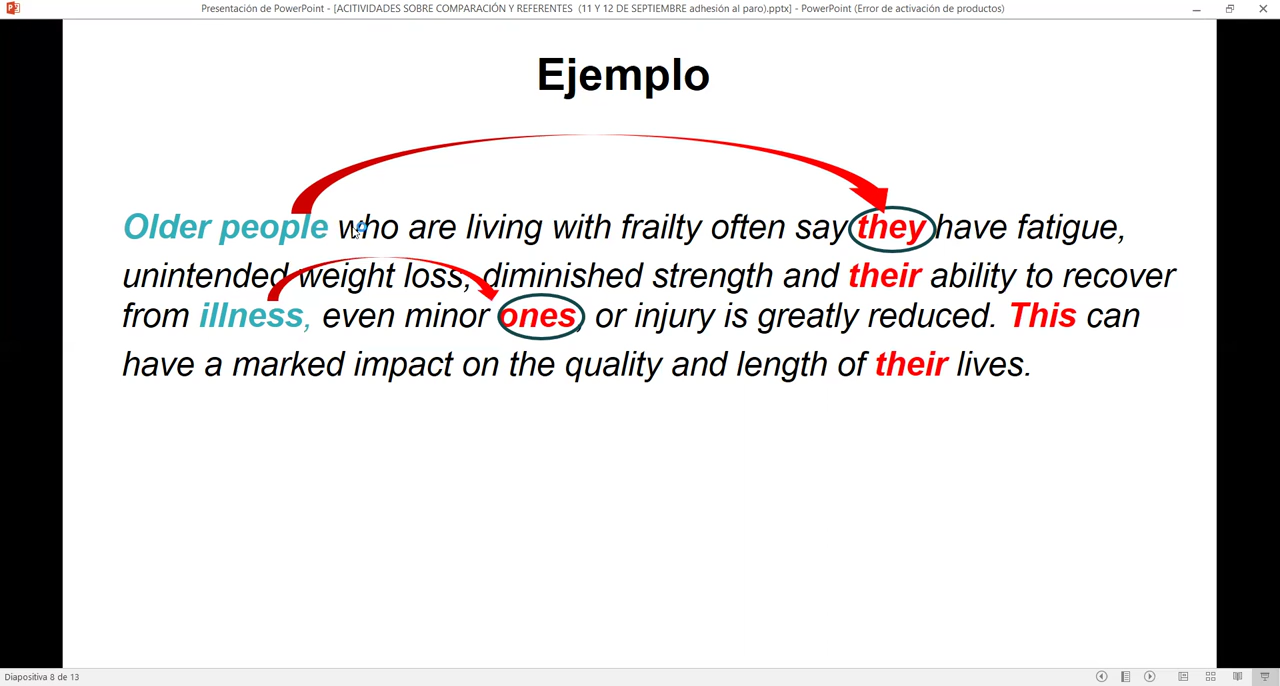 Presentación de PowerPoint - [ACITIVIDADES SOBRE COMPARACIÓN Y REFERENTES (11 Y 12 DE SEPTIEMBRE adhesión al paro).pptx] - PowerPoint (Error de activación de productos)
Ejemplo
Older people who are living with frailty often say they have fatigue,
unintended weight loss, diminished strength and their ability to recover
from illness, even minor ones, or injury is greatly reduced. This can
have a marked impact on the quality and length of their lives.
Diapositiva 8 de 13